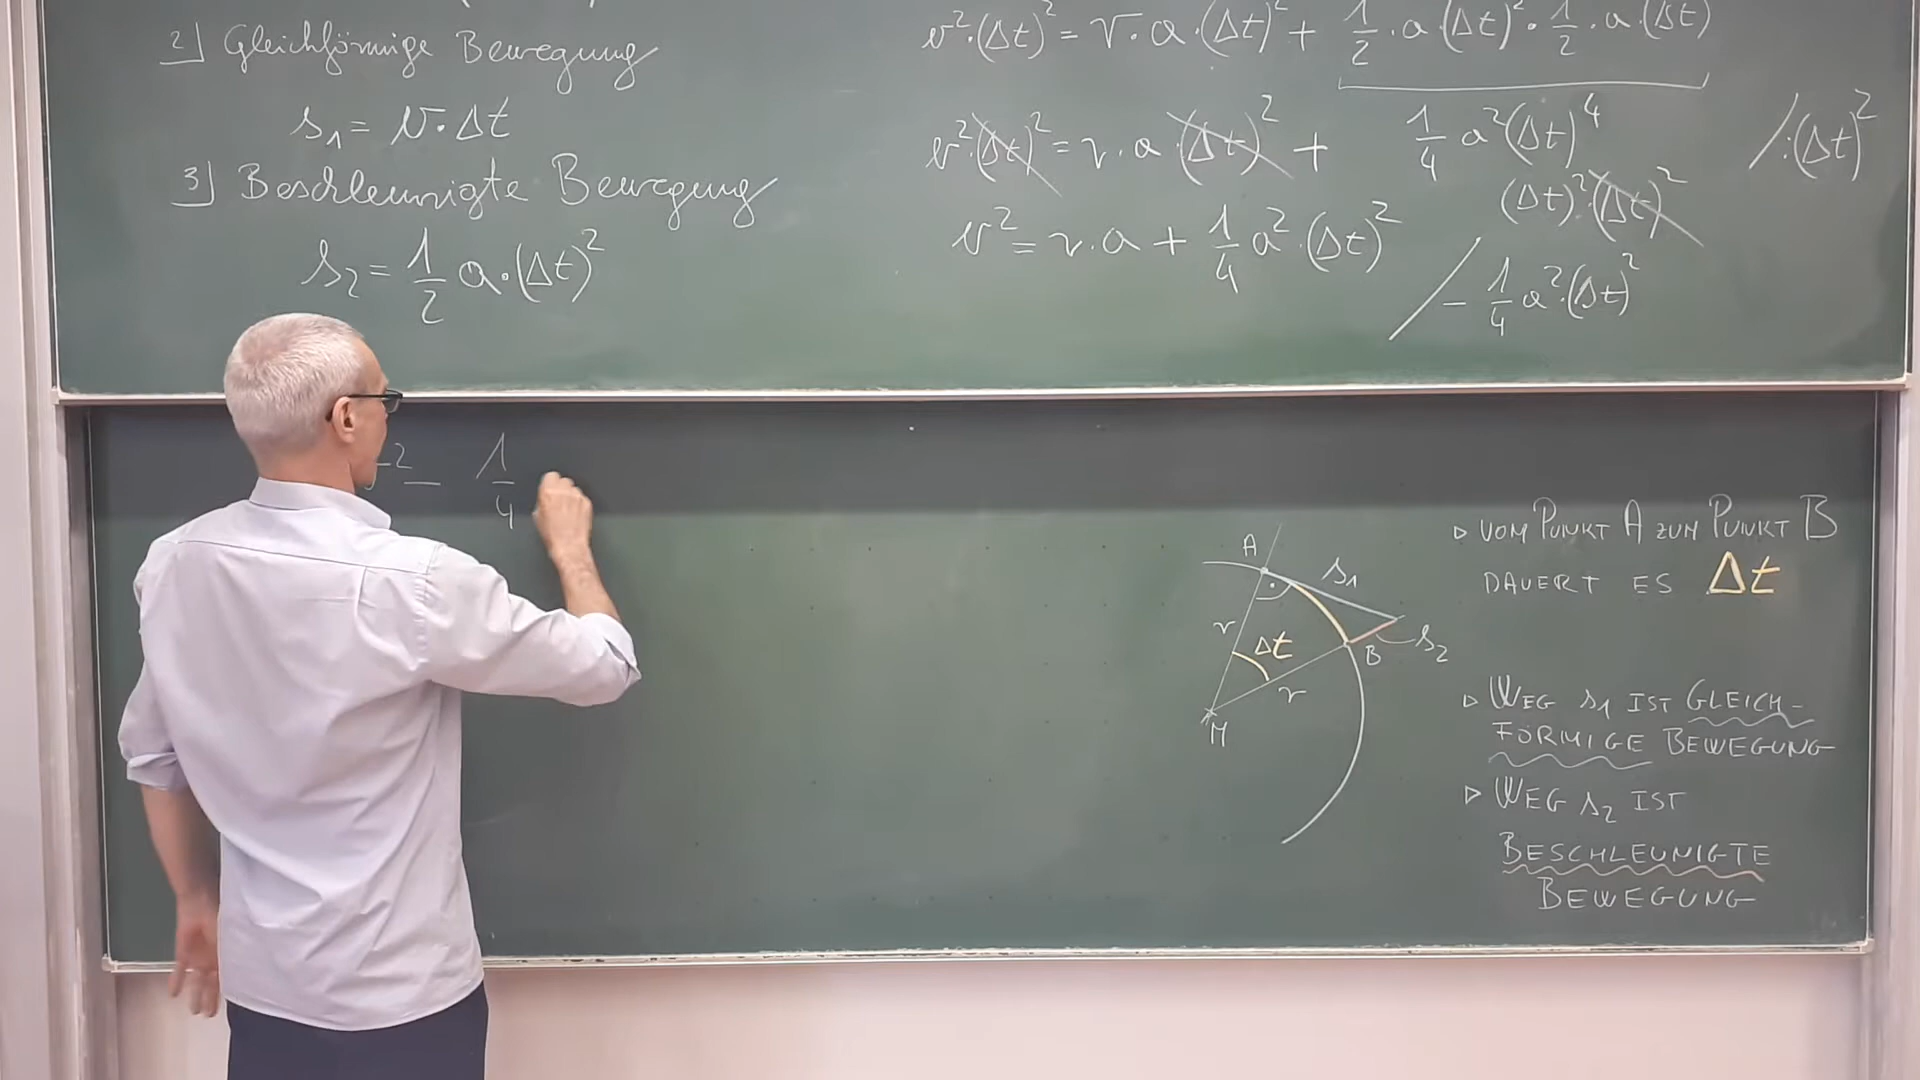 2) Gleichförmige Bewegung
s₁ = v·Δt
3) Beschleunigte Bewegung
s₂ = 1/2 a·(Δt)²
v²·(Δt)² = r·a·(Δt)² + 1/2·a·(Δt)²·1/2·a·(Δt)
v²·(Δt)² = r·a·(Δt)² + 1/4 a²(Δt)⁴ /:(Δt)²
(Δt)²·(Δt)²
v² = r·a + 1/4 a²·(Δt)²
/ - 1/4 a²·(Δt)²
² - 1/4
A
s₁
r
Δt
B
s₂
r
M
▷ VOM PUNKT A ZUM PUNKT B
DAUERT ES Δt
▷ WEG s₁ IST GLEICH-
FÖRMIGE BEWEGUNG
▷ WEG s₂ IST
BESCHLEUNIGTE
BEWEGUNG